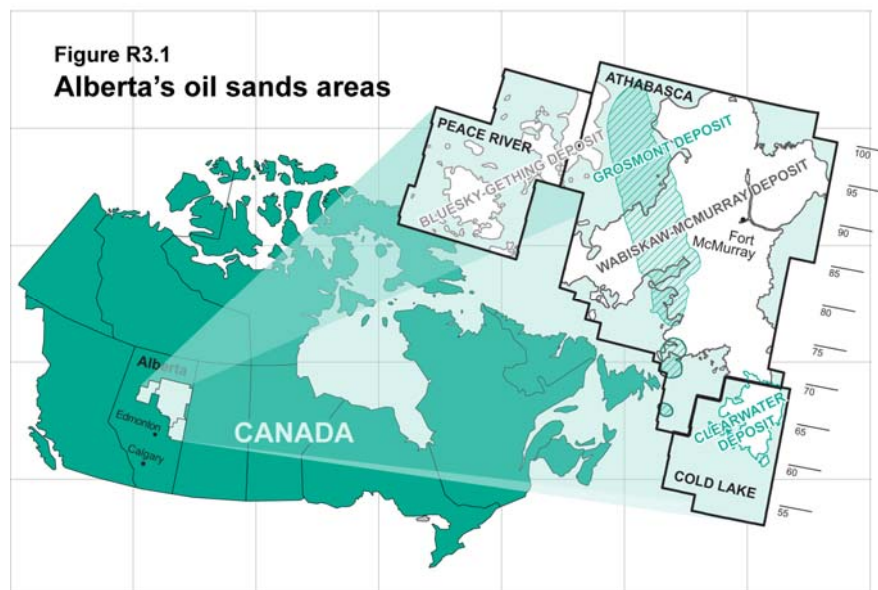 Figure R3.1
Alberta's oil sands areas
ATHABASCA
PEACE RIVER
BLUESKY-GETHING DEPOSIT
GROSMONT DEPOSIT
WABISKAW-MCMURRAY DEPOSIT
Fort
McMurray
100
95
90
85
80
75
70
65
60
55
CLEARWATER
DEPOSIT
COLD LAKE
Alberta
Edmonton
Calgary
CANADA